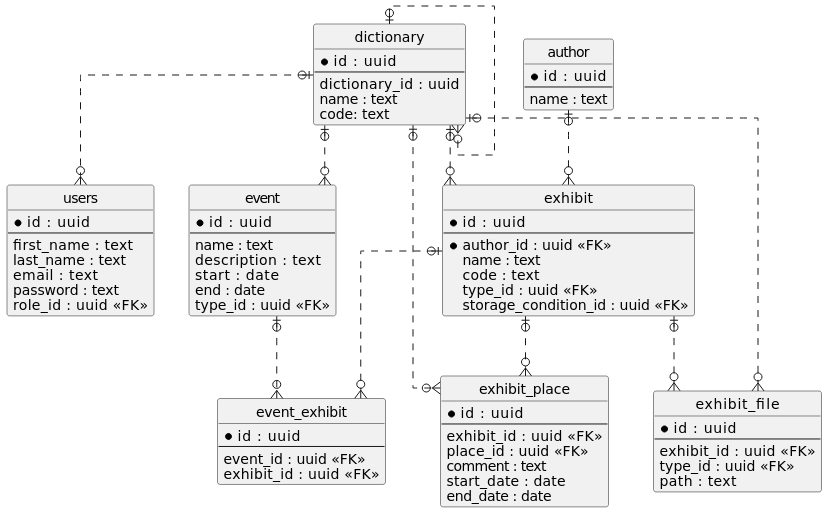 dictionary
id : uuid
dictionary_id : uuid
name : text
code: text
author
id : uuid
name : text
users
id : uuid
first_name : text
last_name : text
email : text
password : text
role_id : uuid «FK»
event
id : uuid
name : text
description : text
start : date
end : date
type_id : uuid «FK»
exhibit
id : uuid
author_id : uuid «FK»
name : text
code : text
type_id : uuid «FK»
storage_condition_id : uuid «FK»
event_exhibit
id : uuid
event_id : uuid «FK»
exhibit_id : uuid «FK»
exhibit_place
id : uuid
exhibit_id : uuid «FK»
place_id : uuid «FK»
comment : text
start_date : date
end_date : date
exhibit_file
id : uuid
exhibit_id : uuid «FK»
type_id : uuid «FK»
path : text